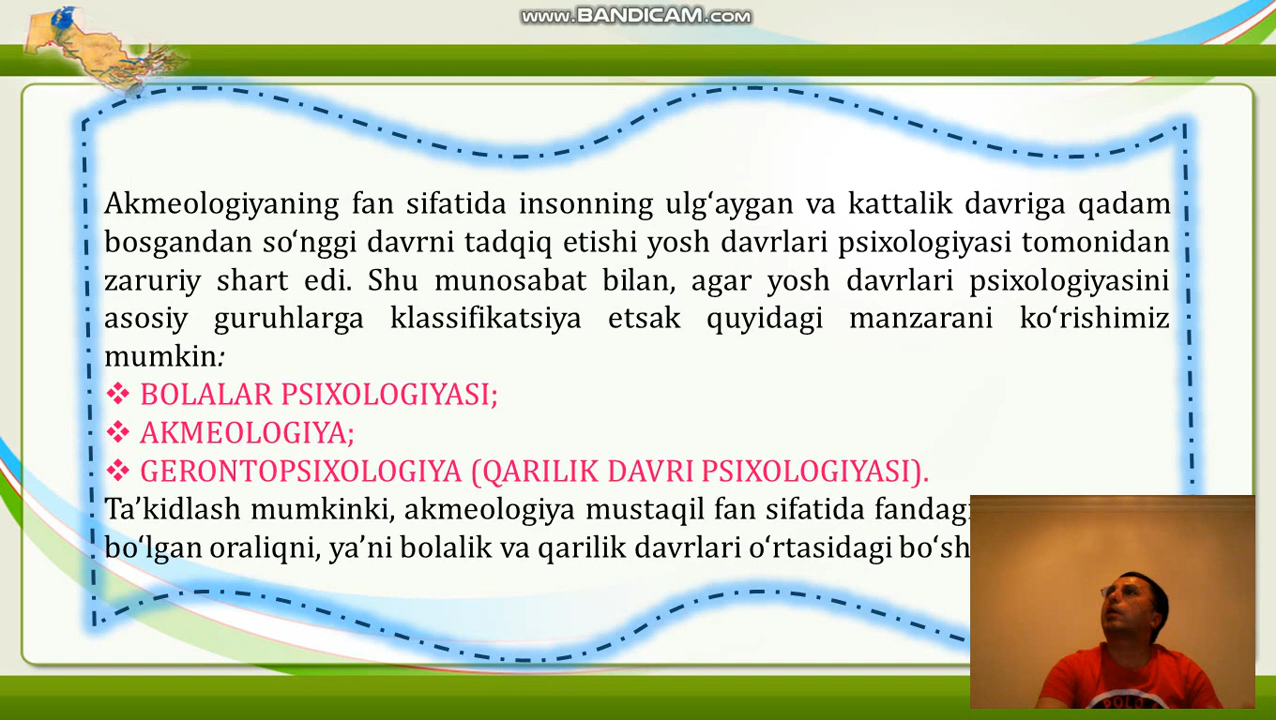 WWW.BANDICAM.COM
Akmeologiyaning fan sifatida insonning ulg‘aygan va kattalik davriga qadam
bosgandan so‘nggi davrni tadqiq etishi yosh davrlari psixologiyasi tomonidan
zaruriy shart edi. Shu munosabat bilan, agar yosh davrlari psixologiyasini
asosiy guruhlarga klassifikatsiya etsak quyidagi manzarani ko‘rishimiz
mumkin:
❖ BOLALAR PSIXOLOGIYASI;
❖ AKMEOLOGIYA;
❖ GERONTOPSIXOLOGIYA (QARILIK DAVRI PSIXOLOGIYASI).
Ta’kidlash mumkinki, akmeologiya mustaqil fan sifatida fandagi
bo‘lgan oraliqni, ya’ni bolalik va qarilik davrlari o‘rtasidagi
POLO